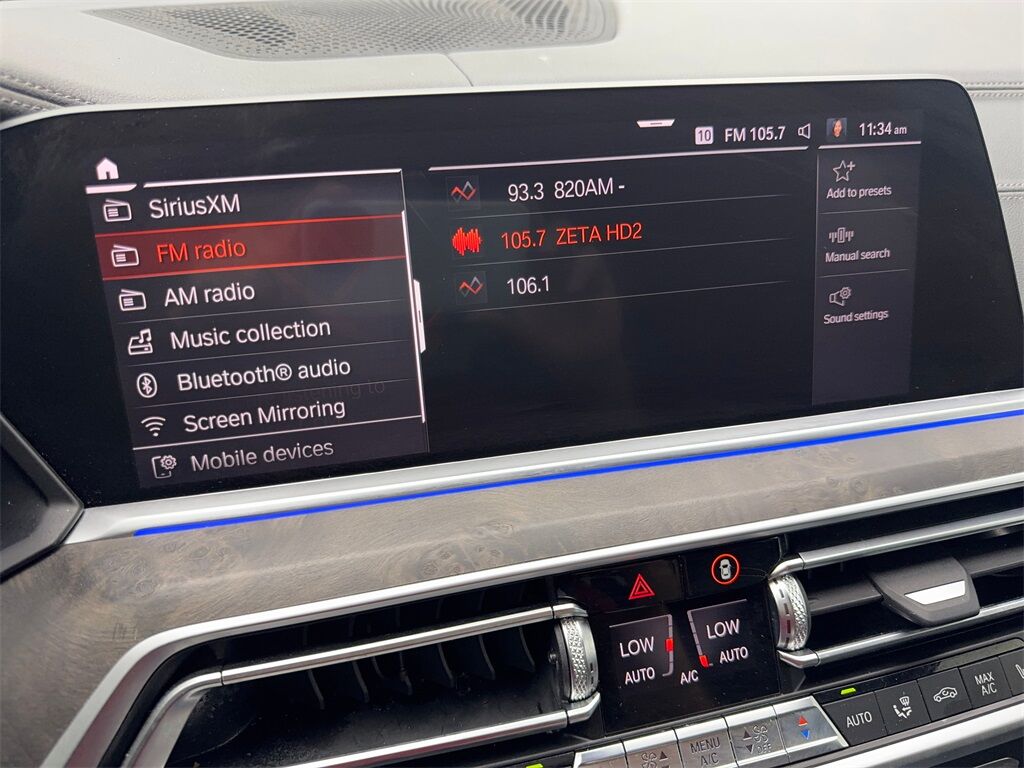 10 FM 105.7 11:34 am
SiriusXM
FM radio
AM radio
Music collection
Bluetooth® audio
Screen Mirroring
Mobile devices
93.3 820AM -
105.7 ZETA HD2
106.1
Add to presets
Manual search
Sound settings
LOW
AUTO
LOW
AUTO
A/C
MENU
A/C
OFF
AUTO
MAX
A/C